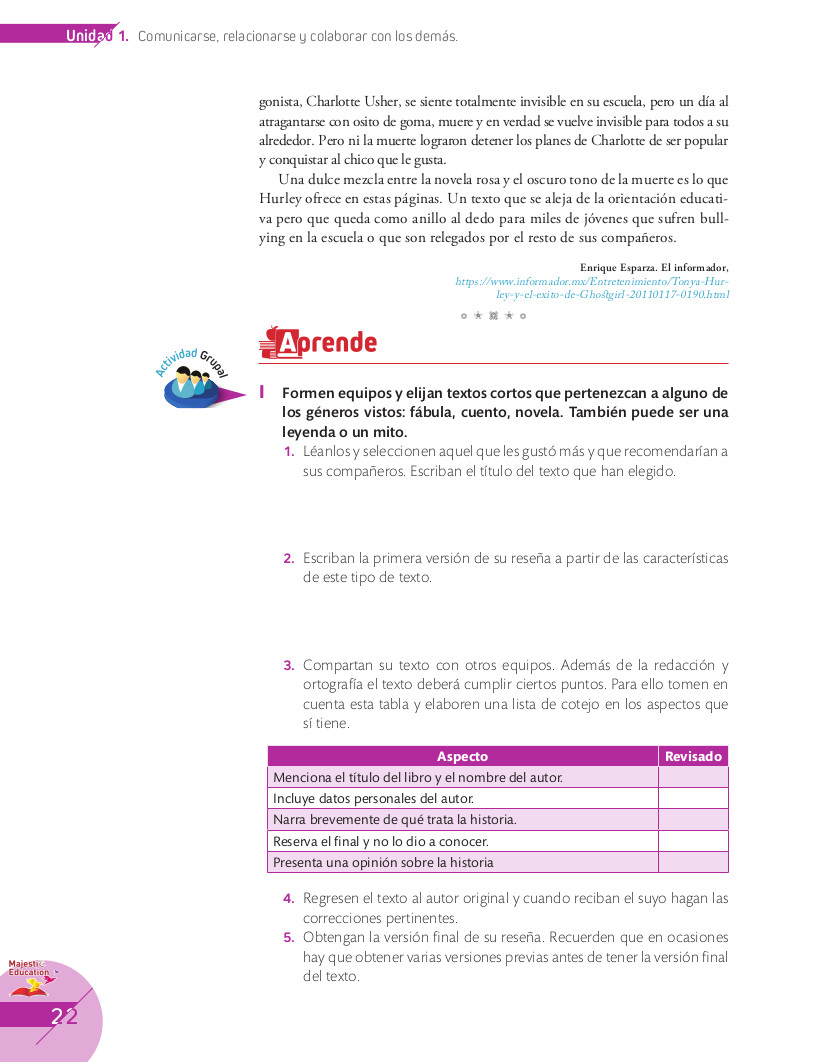 Unidad 1. Comunicarse, relacionarse y colaborar con los demás.
gonista, Charlotte Usher, se siente totalmente invisible en su escuela, pero un día al
atragantarse con osito de goma, muere y en verdad se vuelve invisible para todos a su
alrededor. Pero ni la muerte lograron detener los planes de Charlotte de ser popular
y conquistar al chico que le gusta.
Una dulce mezcla entre la novela rosa y el oscuro tono de la muerte es lo que
Hurley ofrece en estas páginas. Un texto que se aleja de la orientación educati-
va pero que queda como anillo al dedo para miles de jóvenes que sufren bull-
ying en la escuela o que son relegados por el resto de sus compañeros.
Enrique Esparza. El informador,
https://www.informador.mx/Entretenimiento/Tonya-Hur-
ley-y-el-exito-de-Ghostgirl-20110117-0190.html
Aprende
Actividad Grupal
I Formen equipos y elijan textos cortos que pertenezcan a alguno de
los géneros vistos: fábula, cuento, novela. También puede ser una
leyenda o un mito.
1. Léanlos y seleccionen aquel que les gustó más y que recomendarían a
sus compañeros. Escriban el título del texto que han elegido.
2. Escriban la primera versión de su reseña a partir de las características
de este tipo de texto.
3. Compartan su texto con otros equipos. Además de la redacción y
ortografía el texto deberá cumplir ciertos puntos. Para ello tomen en
cuenta esta tabla y elaboren una lista de cotejo en los aspectos que
sí tiene.
Aspecto Revisado
Menciona el título del libro y el nombre del autor.
Incluye datos personales del autor.
Narra brevemente de qué trata la historia.
Reserva el final y no lo dio a conocer.
Presenta una opinión sobre la historia
4. Regresen el texto al autor original y cuando reciban el suyo hagan las
correcciones pertinentes.
5. Obtengan la versión final de su reseña. Recuerden que en ocasiones
hay que obtener varias versiones previas antes de tener la versión final
del texto.
Majestic
Education
22